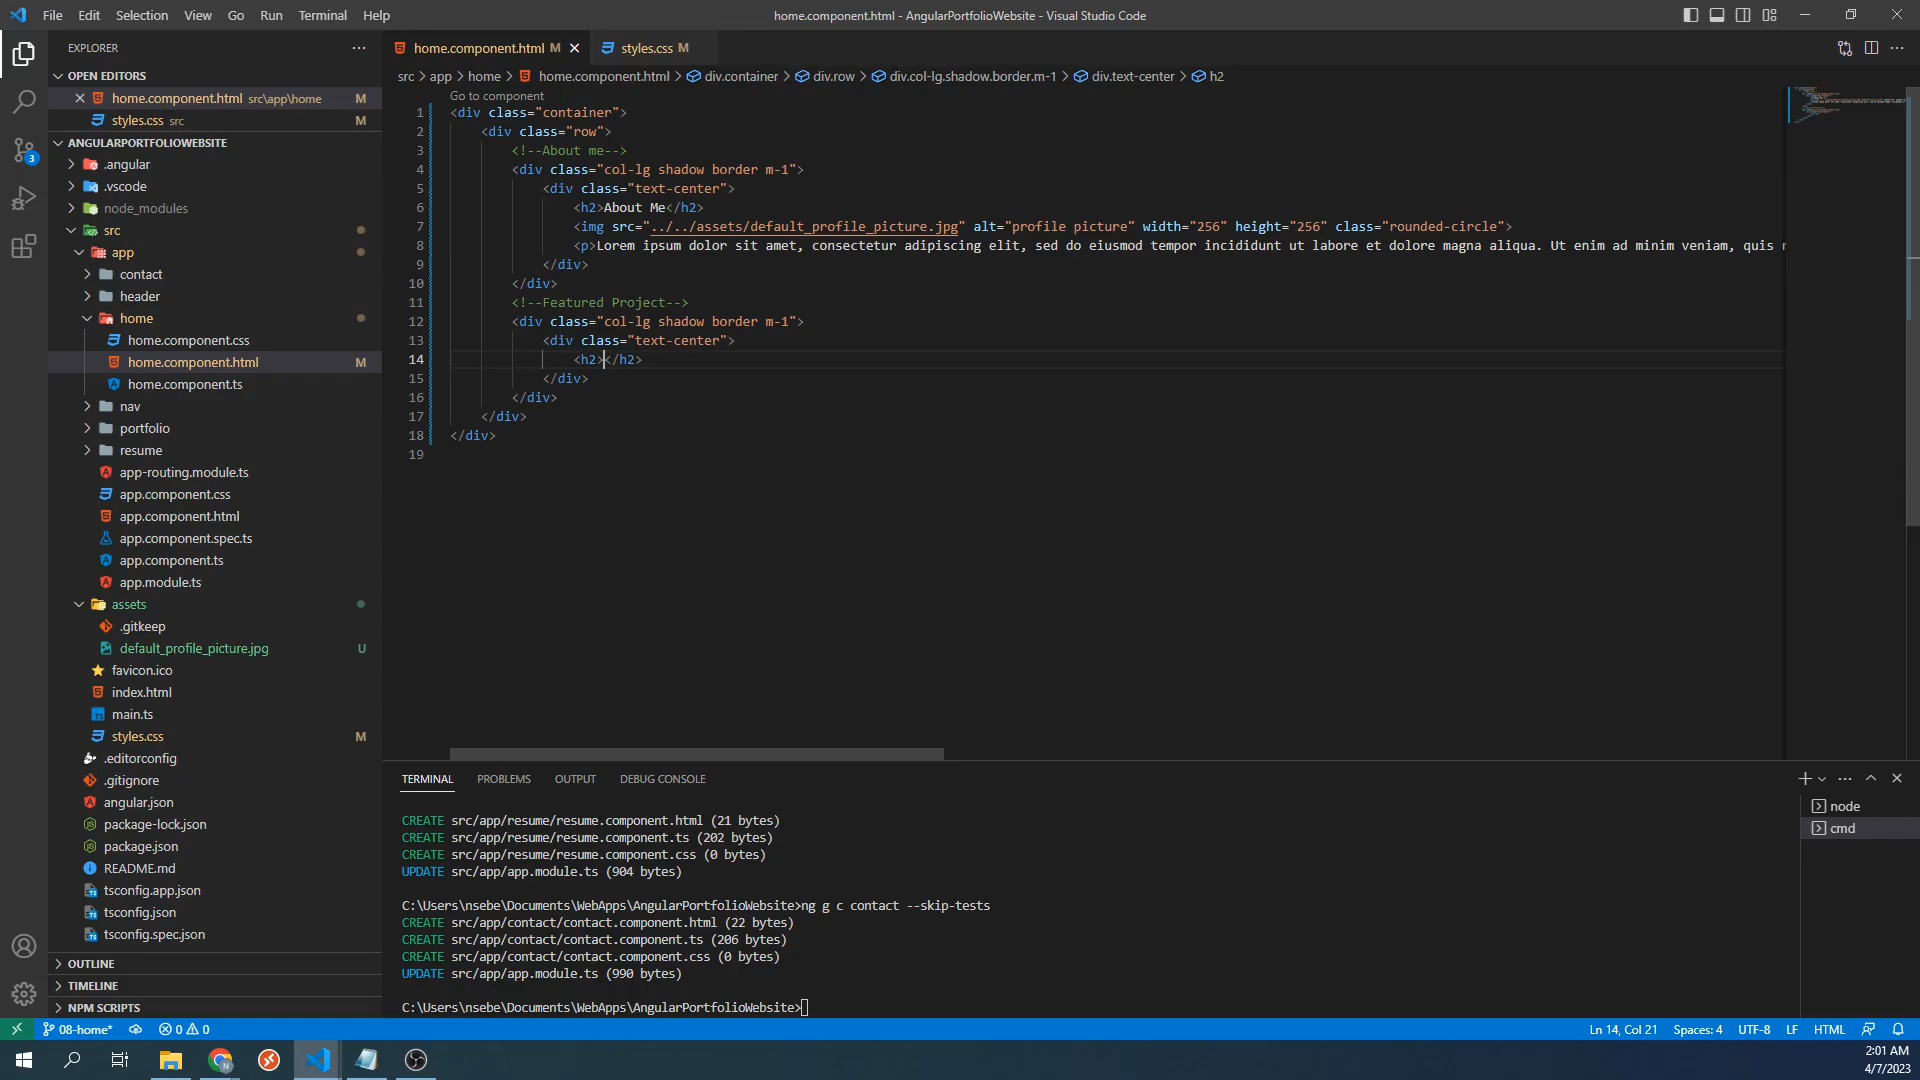 File Edit Selection View Go Run Terminal Help
home.component.html - AngularPortfolioWebsite - Visual Studio Code
EXPLORER
OPEN EDITORS
home.component.html src\app\home M
styles.css src M
ANGULARPORTFOLIOWEBSITE
.angular
.vscode
node_modules
src
app
contact
header
home
home.component.css
home.component.html M
home.component.ts
nav
portfolio
resume
app-routing.module.ts
app.component.css
app.component.html
app.component.spec.ts
app.component.ts
app.module.ts
assets
.gitkeep
default_profile_picture.jpg U
favicon.ico
index.html
main.ts
styles.css M
.editorconfig
.gitignore
angular.json
package-lock.json
package.json
README.md
tsconfig.app.json
tsconfig.json
tsconfig.spec.json
OUTLINE
TIMELINE
NPM SCRIPTS
3
home.component.html M
styles.css M
src > app > home > home.component.html > div.container > div.row > div.col-lg.shadow.border.m-1 > div.text-center > h2
Go to component
1 <div class="container">
2 <div class="row">
3 <!--About me-->
4 <div class="col-lg shadow border m-1">
5 <div class="text-center">
6 <h2>About Me</h2>
7 <img src="../../assets/default_profile_picture.jpg" alt="profile picture" width="256" height="256" class="rounded-circle">
8 <p>Lorem ipsum dolor sit amet, consectetur adipiscing elit, sed do eiusmod tempor incididunt ut labore et dolore magna aliqua. Ut enim ad minim veniam, quis
9 </div>
10 </div>
11 <!--Featured Project-->
12 <div class="col-lg shadow border m-1">
13 <div class="text-center">
14 <h2></h2>
15 </div>
16 </div>
17 </div>
18 </div>
19
TERMINAL PROBLEMS OUTPUT DEBUG CONSOLE
CREATE src/app/resume/resume.component.html (21 bytes)
CREATE src/app/resume/resume.component.ts (202 bytes)
CREATE src/app/resume/resume.component.css (0 bytes)
UPDATE src/app/app.module.ts (904 bytes)
C:\Users\nsebe\Documents\WebApps\AngularPortfolioWebsite>ng g c contact --skip-tests
CREATE src/app/contact/contact.component.html (22 bytes)
CREATE src/app/contact/contact.component.ts (206 bytes)
CREATE src/app/contact/contact.component.css (0 bytes)
UPDATE src/app/app.module.ts (990 bytes)
C:\Users\nsebe\Documents\WebApps\AngularPortfolioWebsite>
node
cmd
08-home* 0 0
Ln 14, Col 21 Spaces: 4 UTF-8 LF HTML
2:01 AM
4/7/2023